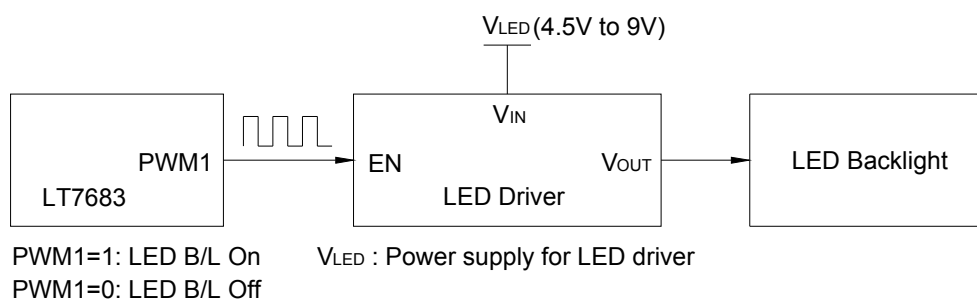 VLED (4.5V to 9V)
VIN
PWM1
EN
VOUT
LED Backlight
LT7683
LED Driver
PWM1=1: LED B/L On
VLED : Power supply for LED driver
PWM1=0: LED B/L Off